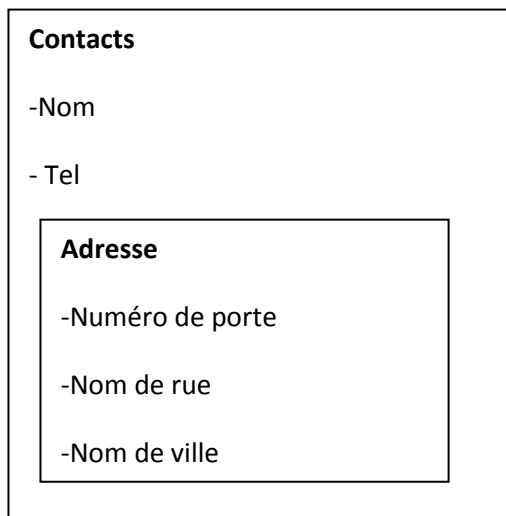 Contacts
-Nom
- Tel
Adresse
-Numéro de porte
-Nom de rue
-Nom de ville